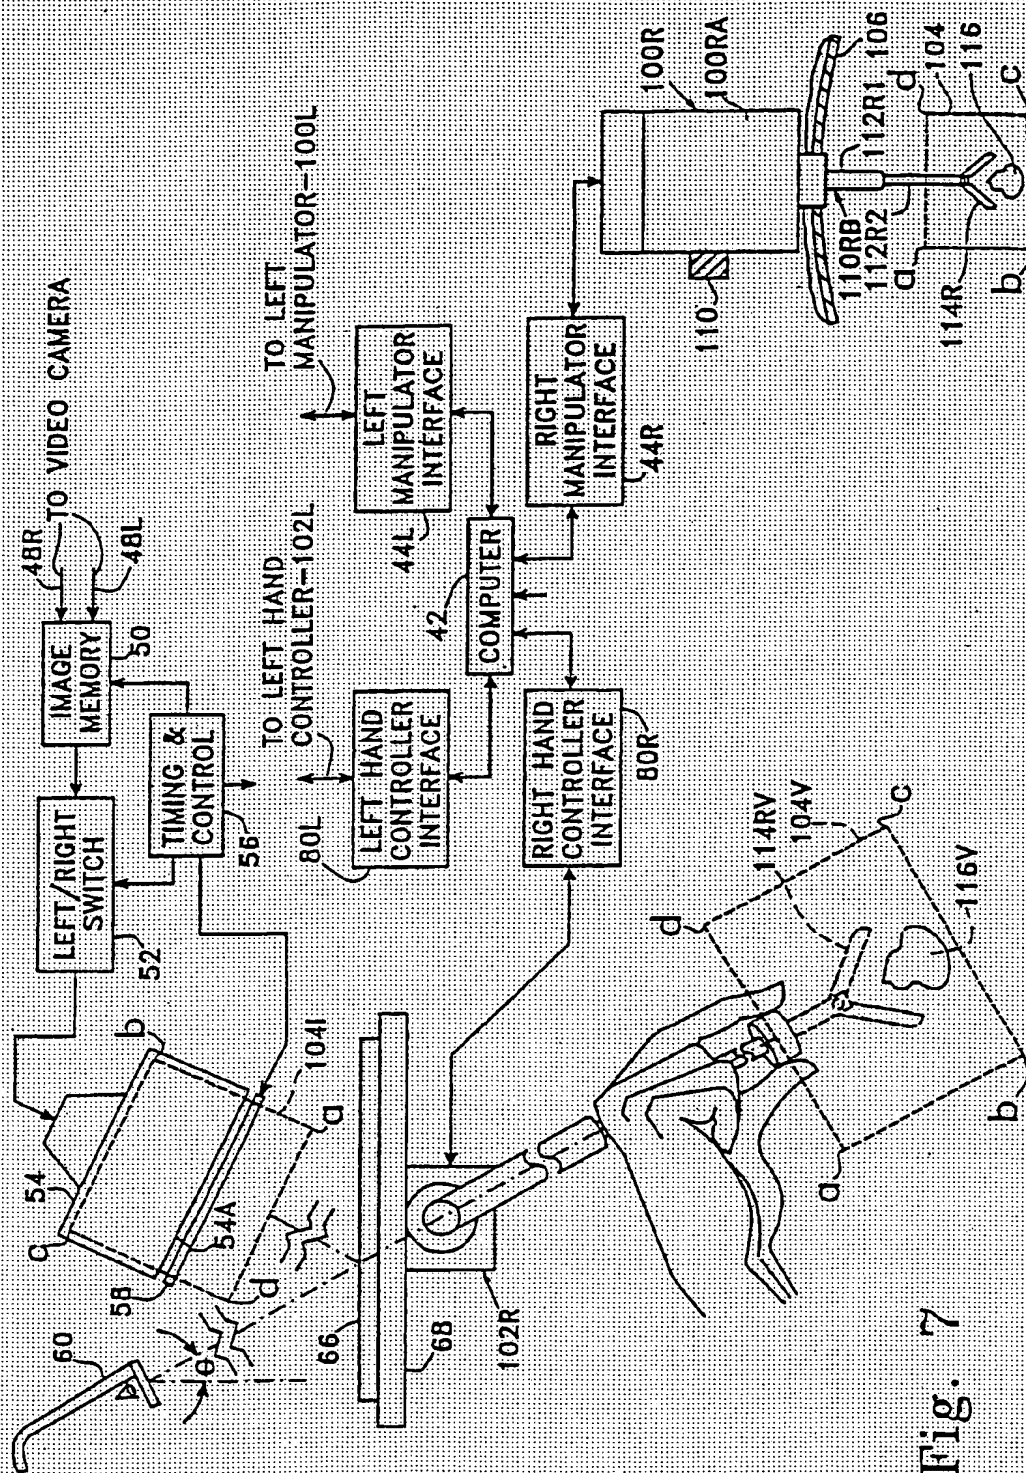 60
θ
c
54
58
54A
d
b
a
104I
LEFT/RIGHT
SWITCH
52
IMAGE
MEMORY
50
48R
TO VIDEO CAMERA
48L
TIMING &
CONTROL
56
TO LEFT HAND
CONTROLLER-102L
TO LEFT
MANIPULATOR-100L
80L
LEFT HAND
CONTROLLER
INTERFACE
44L
LEFT
MANIPULATOR
INTERFACE
42
COMPUTER
66
68
102R
RIGHT HAND
CONTROLLER
INTERFACE
80R
RIGHT
MANIPULATOR
INTERFACE
44R
100R
100RA
110
106
110RB
112R1
112R2
a
d
104
116
114R
b
c
d
114RV
104V
c
116V
a
b
Fig. 7